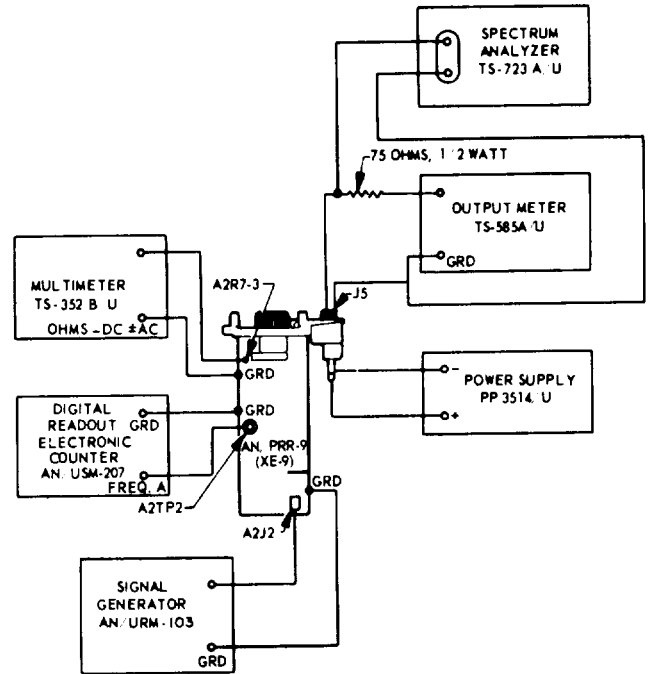 SPECTRUM
ANALYZER
TS-723 A/U
75 OHMS, 1/2 WATT
OUTPUT METER
TS-585A/U
GRD
MULTIMETER
TS-352 B U
OHMS -DC ±AC
A2R7-3
J5
GRD
POWER SUPPLY
PP 3514/U
-
+
DIGITAL
READOUT
ELECTRONIC
COUNTER
AN/USM-207
GRD
FREQ. A
GRD
AN/PRR-9
(XE-9)
A2TP2
GRD
A2J2
SIGNAL
GENERATOR
AN/URM-103
GRD